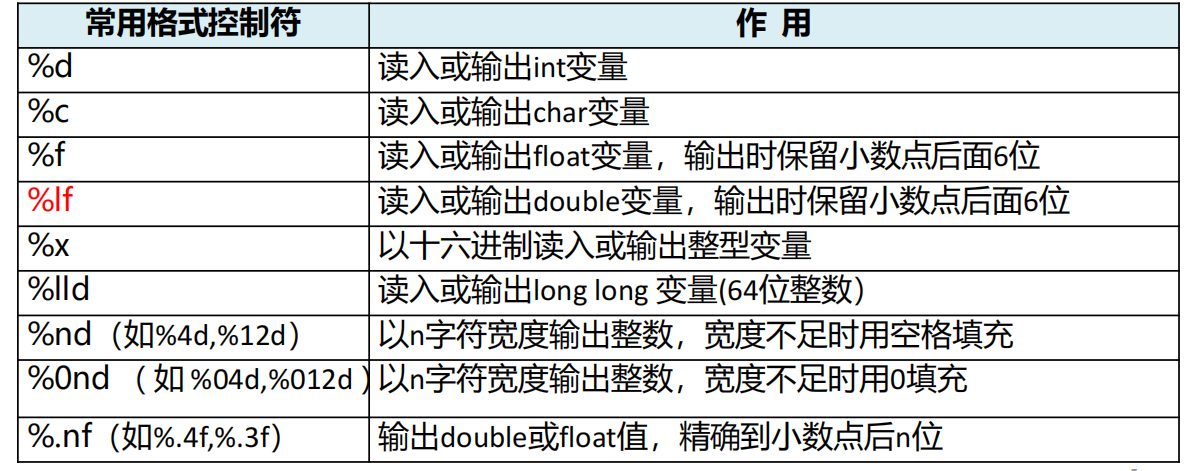 常用格式控制符 作 用
%d 读入或输出int变量
%c 读入或输出char变量
%f 读入或输出float变量，输出时保留小数点后面6位
%lf 读入或输出double变量，输出时保留小数点后面6位
%x 以十六进制读入或输出整型变量
%lld 读入或输出long long 变量(64位整数）
%nd（如%4d,%12d） 以n字符宽度输出整数，宽度不足时用空格填充
%0nd （ 如 %04d,%012d ) 以n字符宽度输出整数，宽度不足时用0填充
%.nf（如%.4f,%.3f） 输出double或float值，精确到小数点后n位